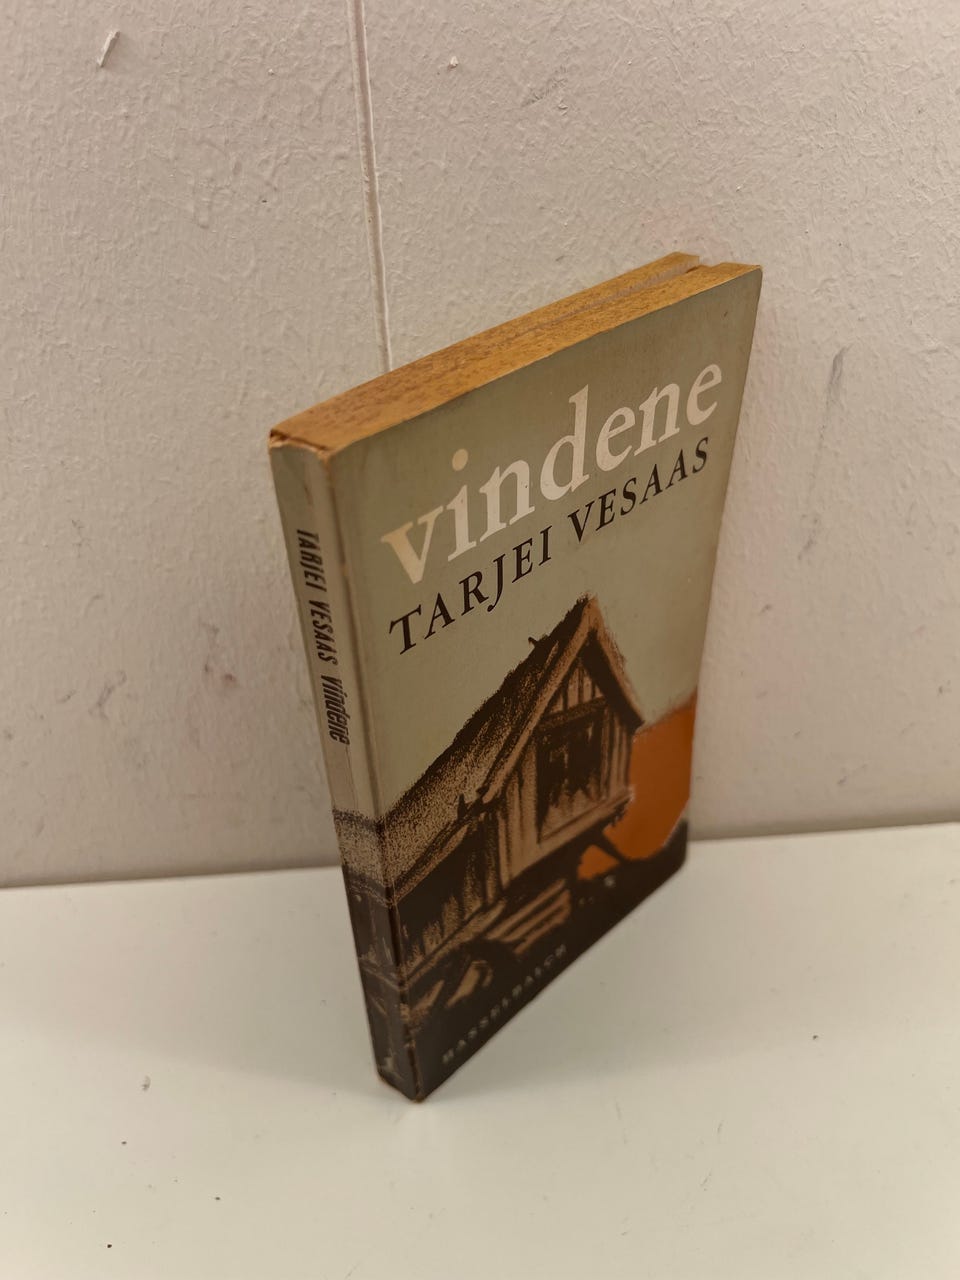 vindene
TARJEI VESAAS
HASSELBALCH
TARJEI VESAAS Vindene